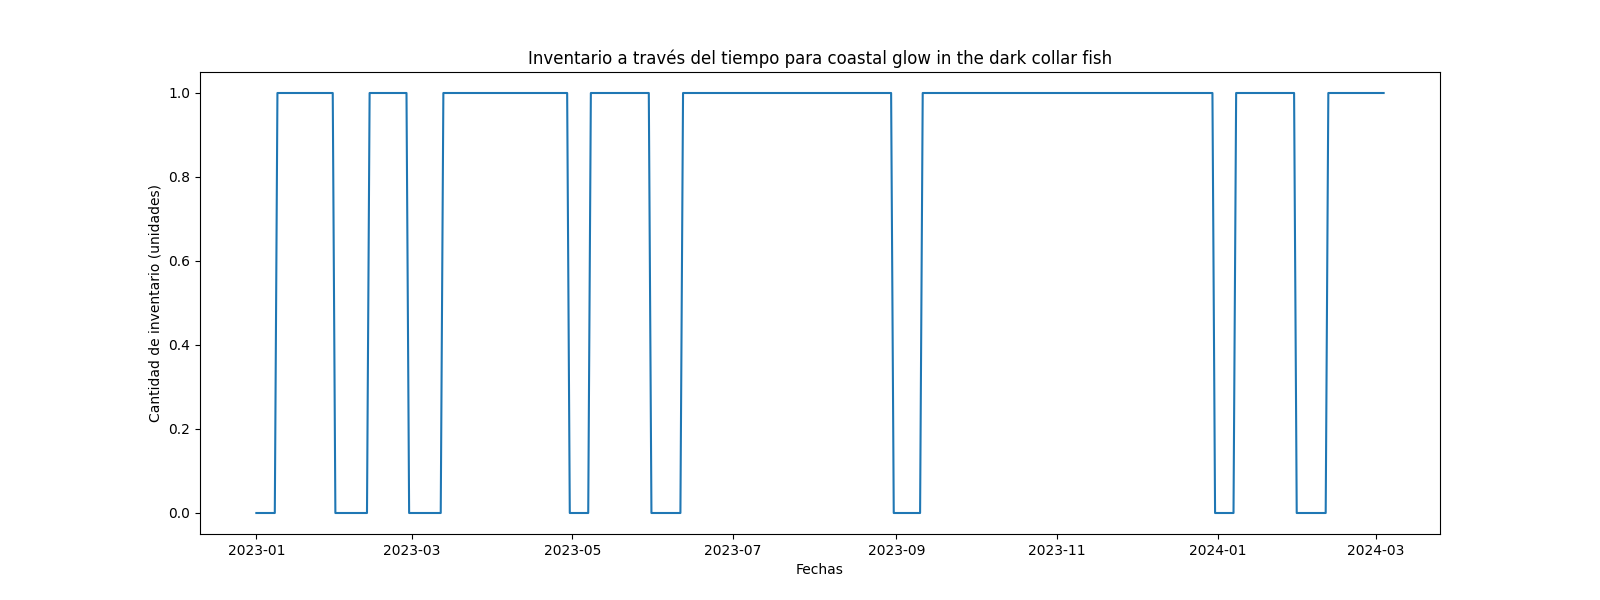 Inventario a través del tiempo para coastal glow in the dark collar fish
1.0
0.8
0.6
0.4
0.2
0.0
Cantidad de inventario (unidades)
2023-01 2023-03 2023-05 2023-07 2023-09 2023-11 2024-01 2024-03
Fechas